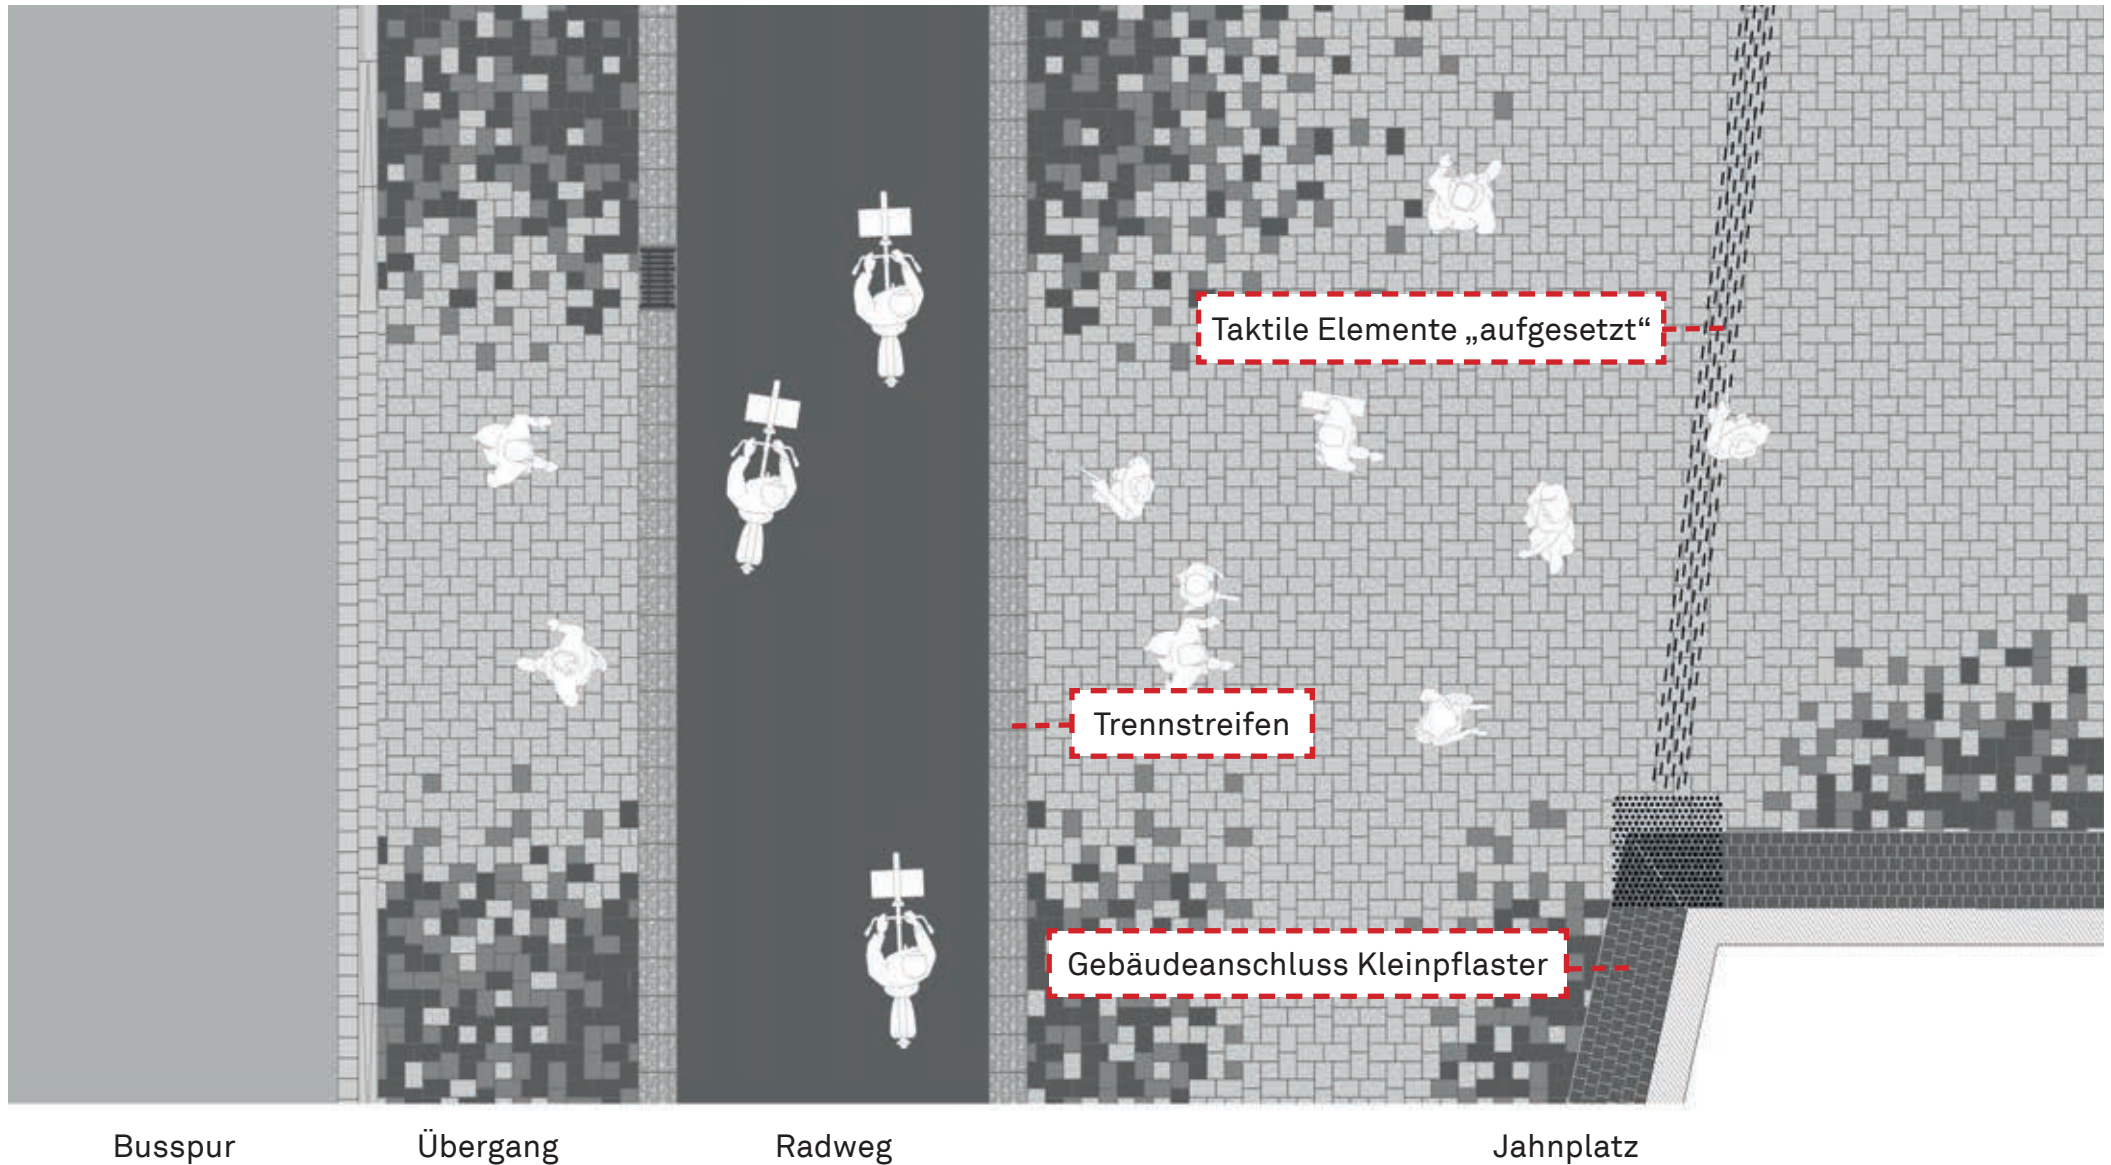 Taktile Elemente „aufgesetzt“
Trennstreifen
Gebäudeanschluss Kleinpflaster
Busspur
Übergang
Radweg
Jahnplatz